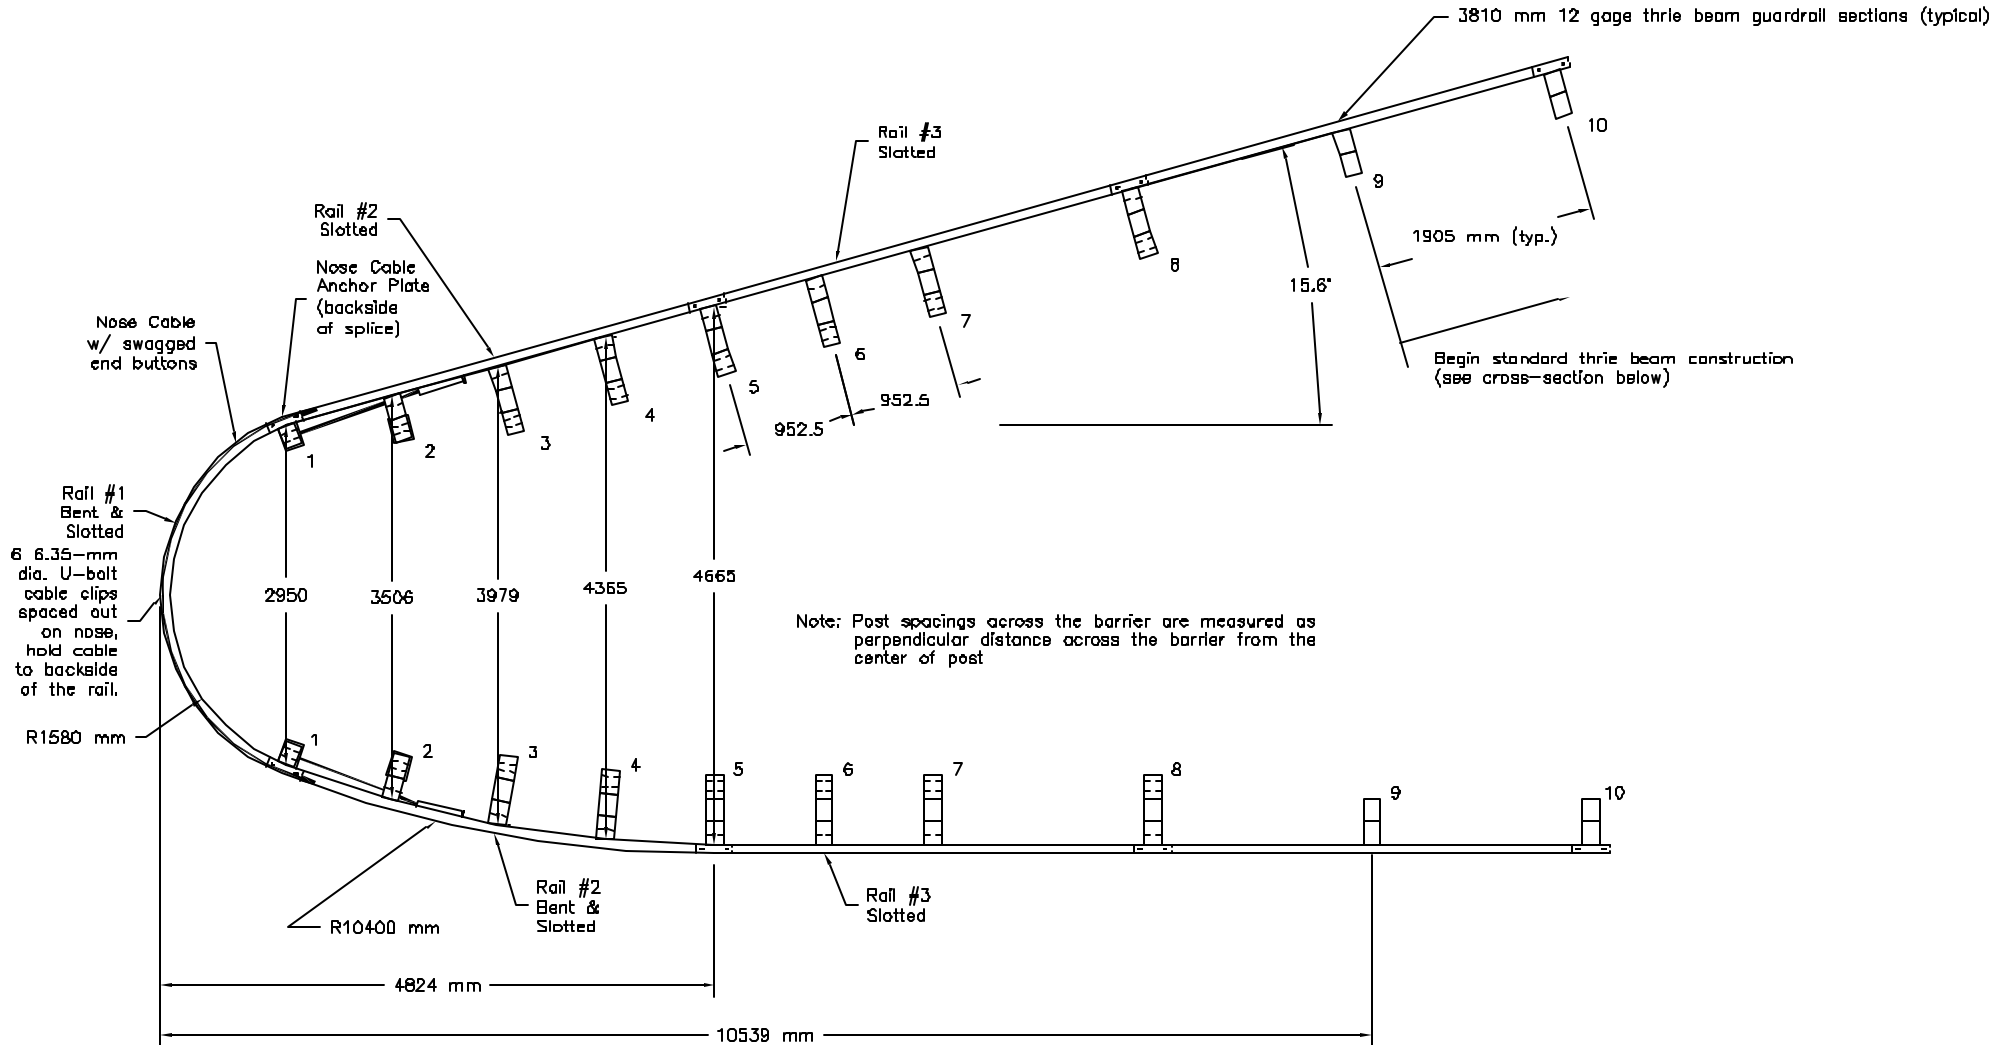 3810 mm 12 gage thrie beam guardrail sections (typical)
Rail #3
Slotted
10
9
Rail #2
Slotted
1905 mm (typ.)
8
15.6°
Nose Cable
Anchor Plate
(backside
of splice)
7
Nose Cable
w/ swagged
end buttons
6
Begin standard thrie beam construction
(see cross-section below)
5
952.5
4
952.5
3
2
1
Rail #1
Bent &
Slotted
6 6.35-mm
dia. U-bolt
cable clips
spaced out
on nose,
hold cable
to backside
of the rail.
2950
3506
3979
4365
4665
Note: Post spacings across the barrier are measured as
perpendicular distance across the barrier from the
center of post
R1580 mm
1
2
3
4
5
6
7
8
9
10
Rail #2
Bent &
Slotted
Rail #3
Slotted
R10400 mm
4824 mm
10539 mm